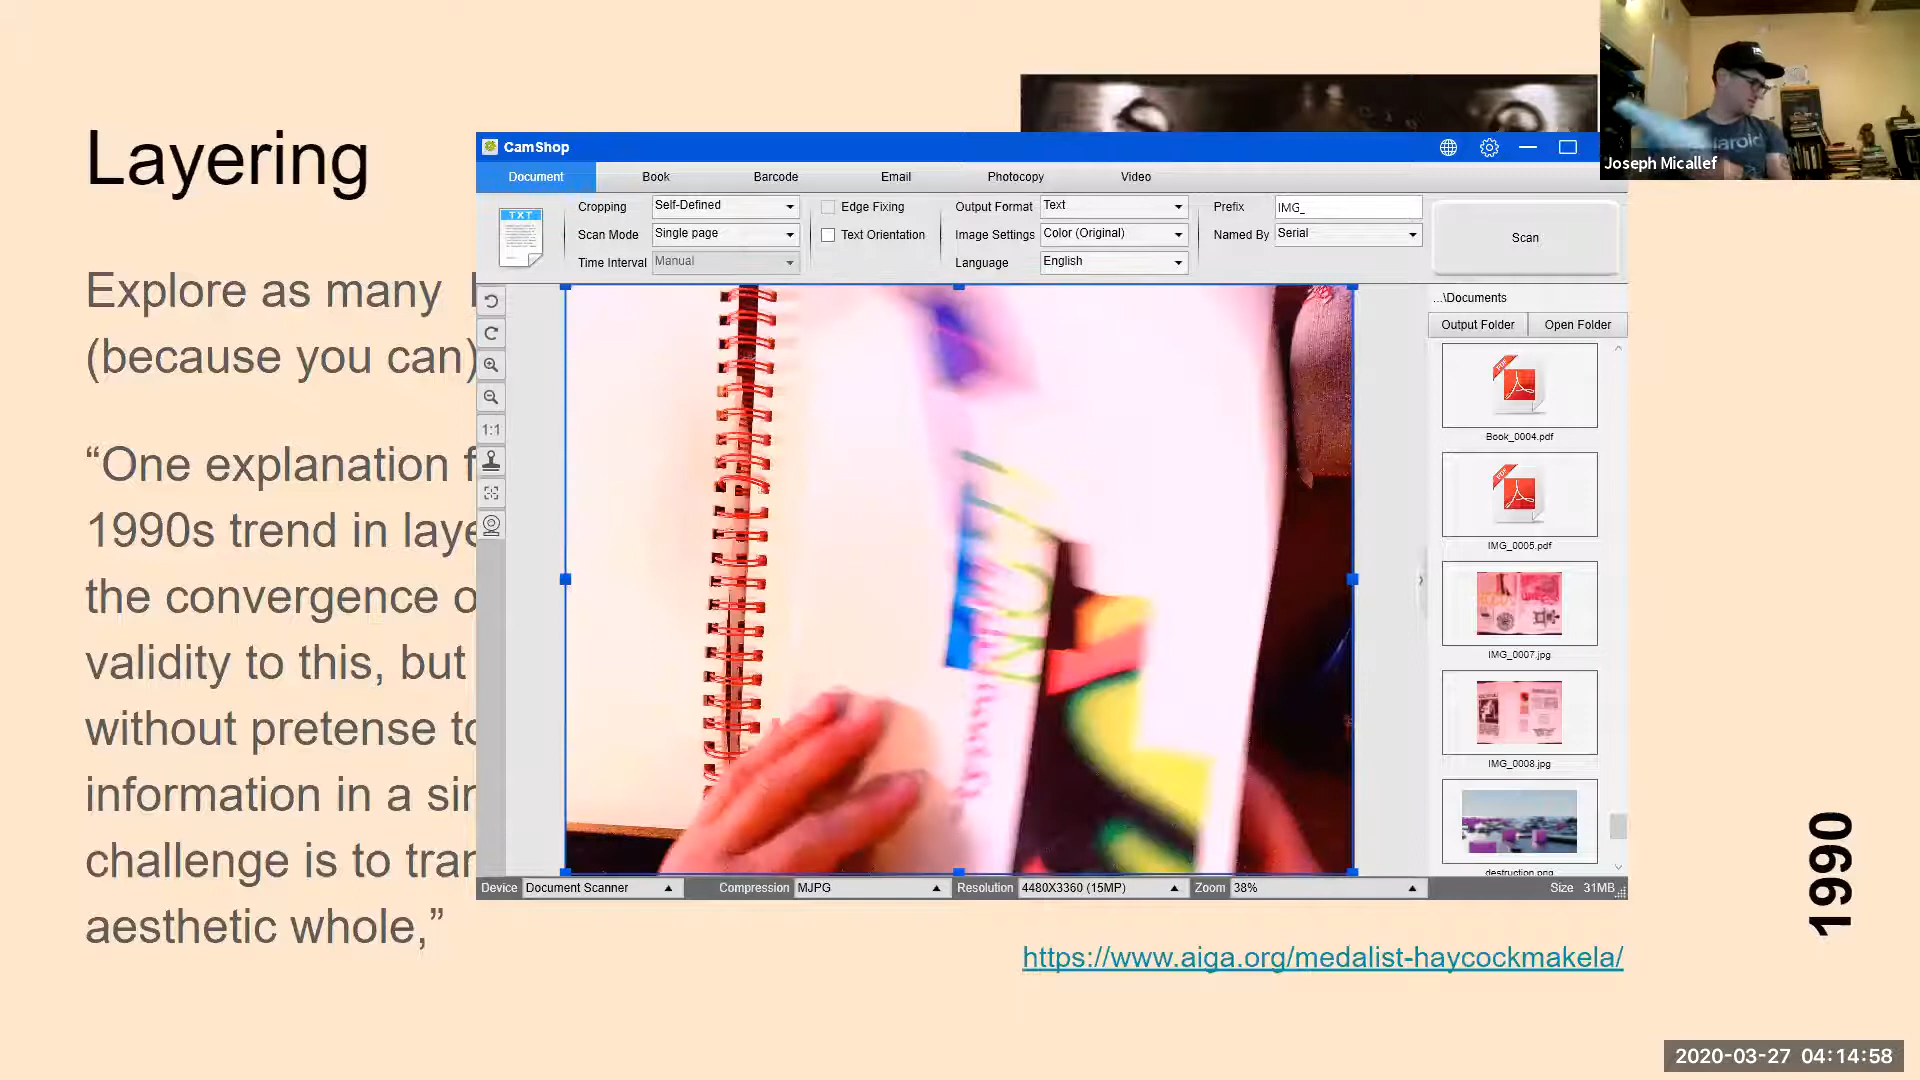 Layering
Explore as many
(because you can)
“One explanation f
1990s trend in laye
the convergence o
validity to this, but
without pretense to
information in a sin
challenge is to tran
aesthetic whole,”
CamShop
Document Book Barcode Email Photocopy Video
TXT
Cropping Self-Defined Edge Fixing Output Format Text Prefix IMG_
Scan Mode Single page Text Orientation Image Settings Color (Original) Named By Serial
Time Interval Manual Language English
Scan
1:1
...\Documents
Output Folder Open Folder
Book_0004.pdf
IMG_0005.pdf
IMG_0007.jpg
IMG_0008.jpg
destruction.png
Device Document Scanner Compression MJPG Resolution 4480X3360 (15MP) Zoom 38% Size 31MB
Joseph Micallef
https://www.aiga.org/medalist-haycockmakela/
1990
2020-03-27 04:14:58